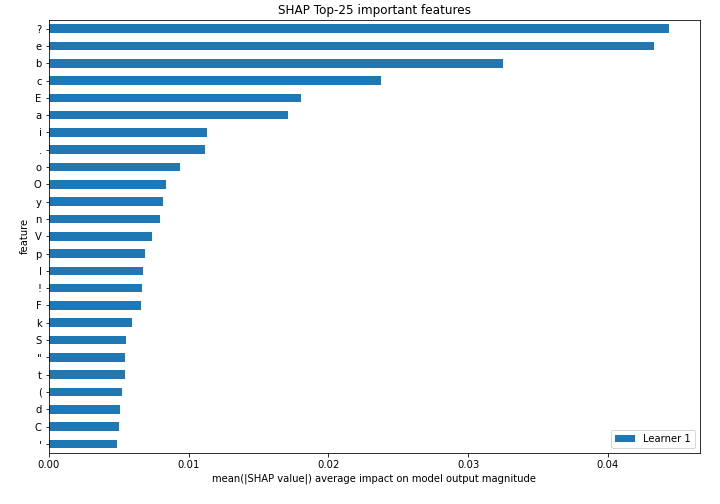 SHAP Top-25 important features
?
e
b
c
E
a
i
.
o
O
y
n
V
p
l
!
F
k
S
"
t
(
d
C
'
feature
0.00 0.01 0.02 0.03 0.04
mean(|SHAP value|) average impact on model output magnitude
Learner 1